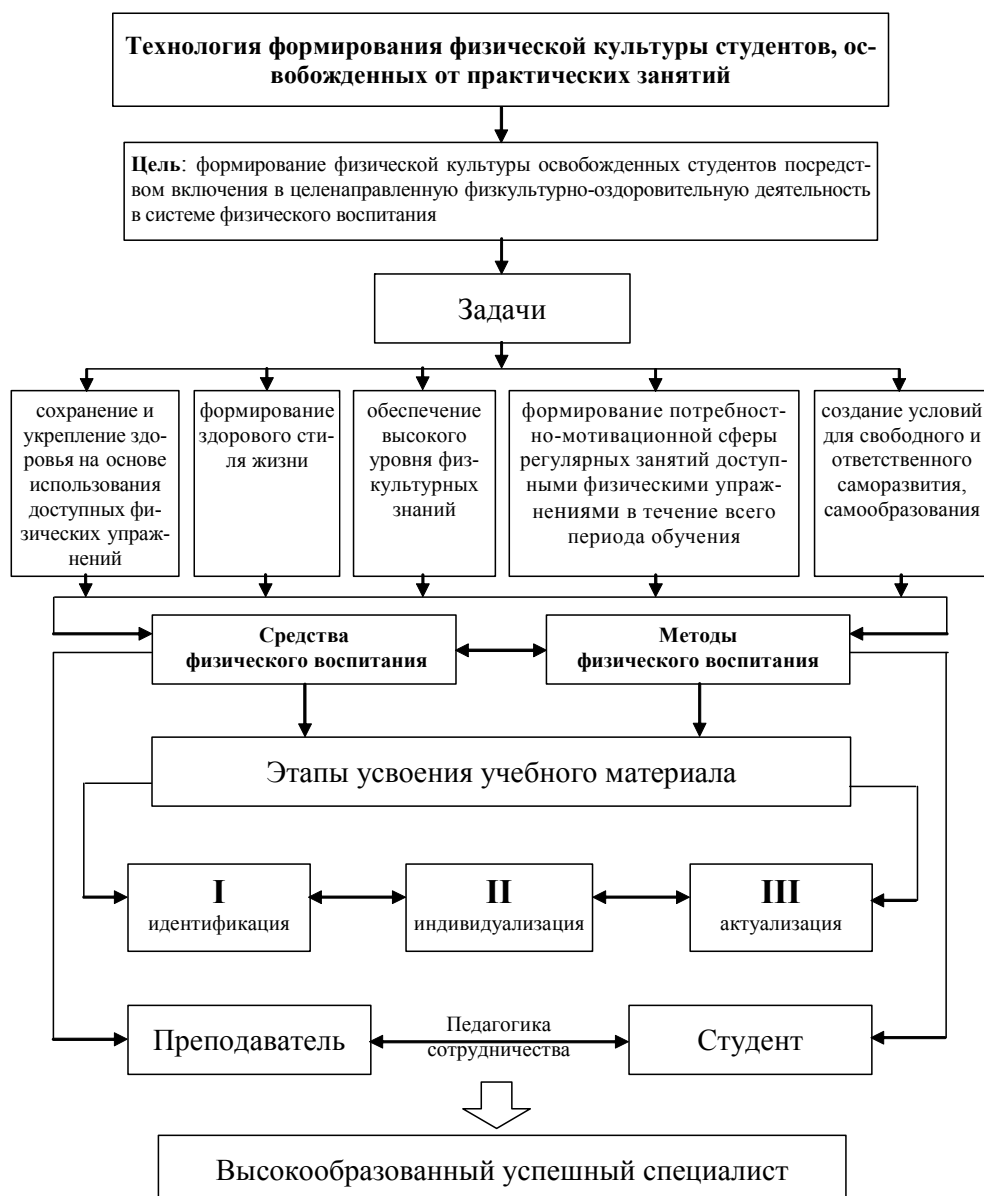 Технология формирования физической культуры студентов, ос-
вобожденных от практических занятий
Цель: формирование физической культуры освобожденных студентов посредст-
вом включения в целенаправленную физкультурно-оздоровительную деятельность
в системе физического воспитания
Задачи
сохранение и
укрепление здо-
ровья на основе
использования
доступных фи-
зических упраж-
нений
формирование
здорового сти-
ля жизни
обеспечение
высокого
уровня физ-
культурных
знаний
формирование потребност-
но-мотивационной сферы
регулярных занятий доступ-
ными физическими упраж-
нениями в течение всего
периода обучения
создание условий
для свободного и
ответственного
саморазвития,
самообразования
Средства
физического воспитания
Методы
физического воспитания
Этапы усвоения учебного материала
I
идентификация
II
индивидуализация
III
актуализация
Преподаватель
Педагогика
сотрудничества
Студент
Высокообразованный успешный специалист